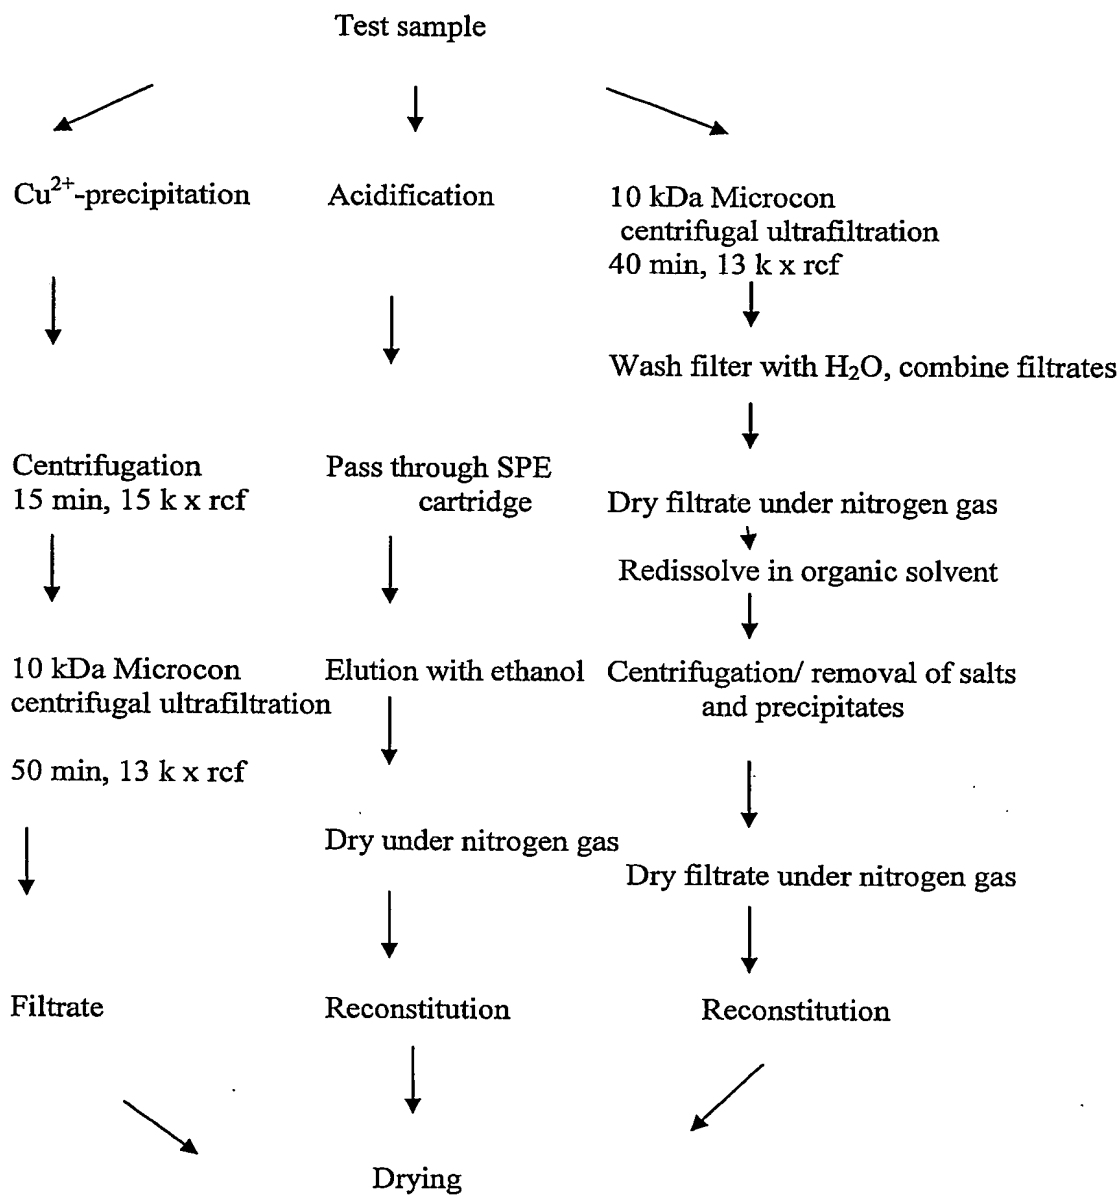 Test sample
Cu²⁺-precipitation
Centrifugation
15 min, 15 k x rcf
10 kDa Microcon
centrifugal ultrafiltration
50 min, 13 k x rcf
Filtrate
Acidification
Pass through SPE
cartridge
Elution with ethanol
Dry under nitrogen gas
Reconstitution
10 kDa Microcon
centrifugal ultrafiltration
40 min, 13 k x rcf
Wash filter with H₂O, combine filtrates
Dry filtrate under nitrogen gas
Redissolve in organic solvent
Centrifugation/ removal of salts
and precipitates
Dry filtrate under nitrogen gas
Reconstitution
Drying